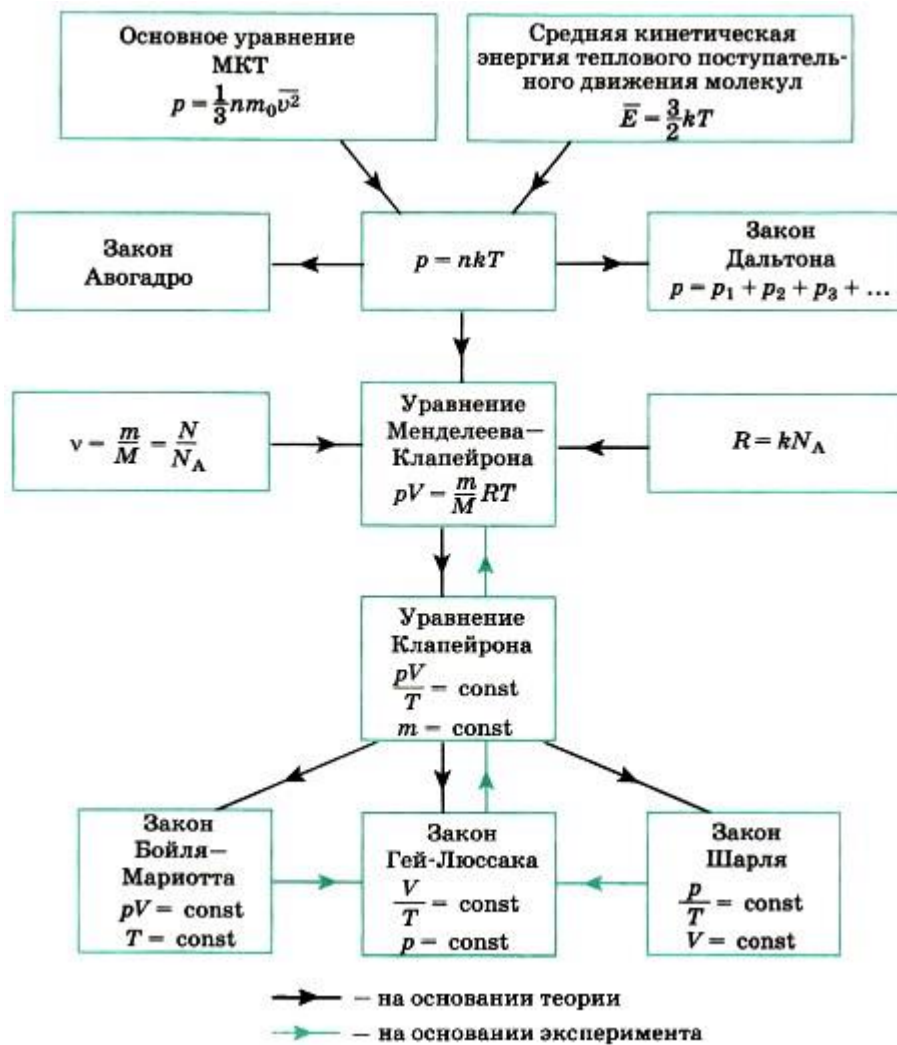 Основное уравнение
МКТ
p = 1/3 nm₀v̅²
Средняя кинетическая
энергия теплового поступатель-
ного движения молекул
E̅ = 3/2 kT
Закон
Авогадро
p = nkT
Закон
Дальтона
p = p₁ + p₂ + p₃ + ...
ν = m/M = N/N_A
Уравнение
Менделеева—
Клапейрона
pV = m/M RT
R = kN_A
Уравнение
Клапейрона
pV/T = const
m = const
Закон
Бойля—
Мариотта
pV = const
T = const
Закон
Гей-Люссака
V/T = const
p = const
Закон
Шарля
p/T = const
V = const
– на основании теории
– на основании эксперимента